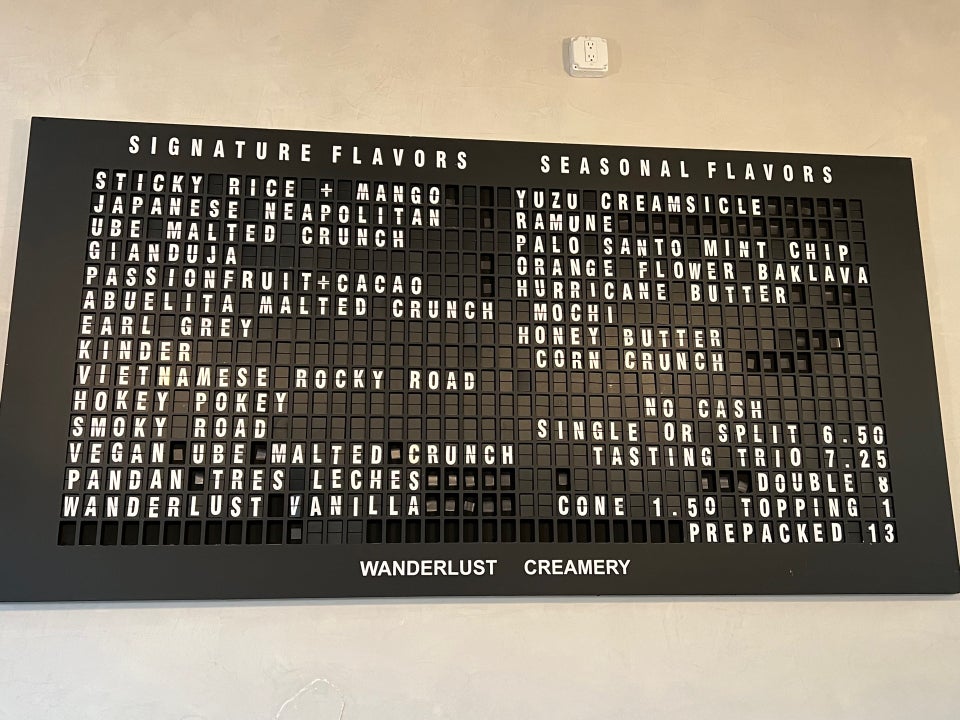 SIGNATURE FLAVORS
STICKY RICE + MANGO
JAPANESE NEAPOLITAN
UBE MALTED CRUNCH
GIANDUJA
PASSIONFRUIT+CACAO
ABUELITA MALTED CRUNCH
EARL GREY
KINDER
VIETNAMESE ROCKY ROAD
HOKEY POKEY
SMOKY ROAD
VEGAN UBE MALTED CRUNCH
PANDAN TRES LECHES
WANDERLUST VANILLA
SEASONAL FLAVORS
YUZU CREAMSICLE
RAMUNE
PALO SANTO MINT CHIP
ORANGE FLOWER BAKLAVA
HURRICANE BUTTER
MOCHI
HONEY BUTTER
CORN CRUNCH
NO CASH
SINGLE OR SPLIT 6.50
TASTING TRIO 7.25
DOUBLE 8
CONE 1.50 TOPPING 1
PREPACKED 13
WANDERLUST CREAMERY